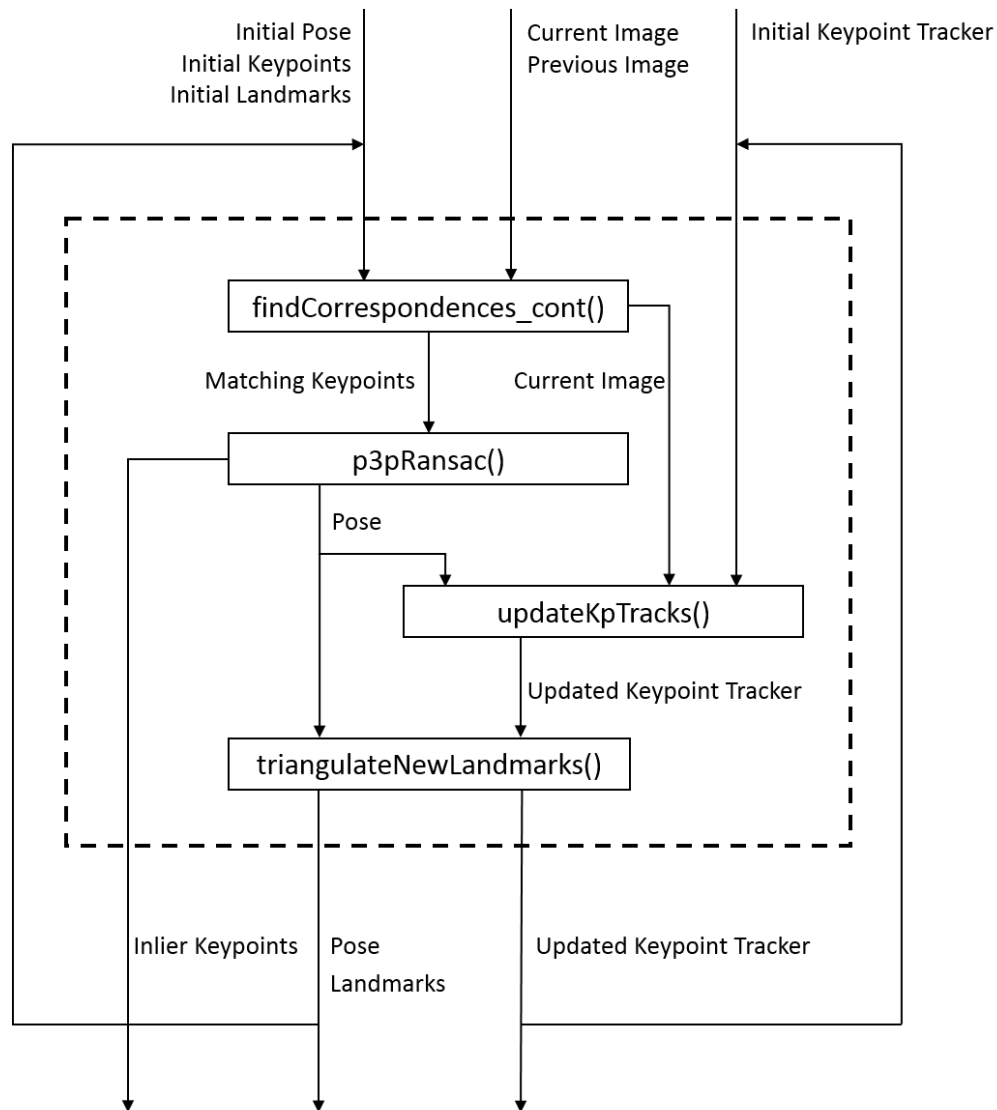 Initial Pose
Initial Keypoints
Initial Landmarks
Current Image
Previous Image
Initial Keypoint Tracker
findCorrespondences_cont()
Matching Keypoints
Current Image
p3pRansac()
Pose
updateKpTracks()
Updated Keypoint Tracker
triangulateNewLandmarks()
Inlier Keypoints
Pose
Landmarks
Updated Keypoint Tracker